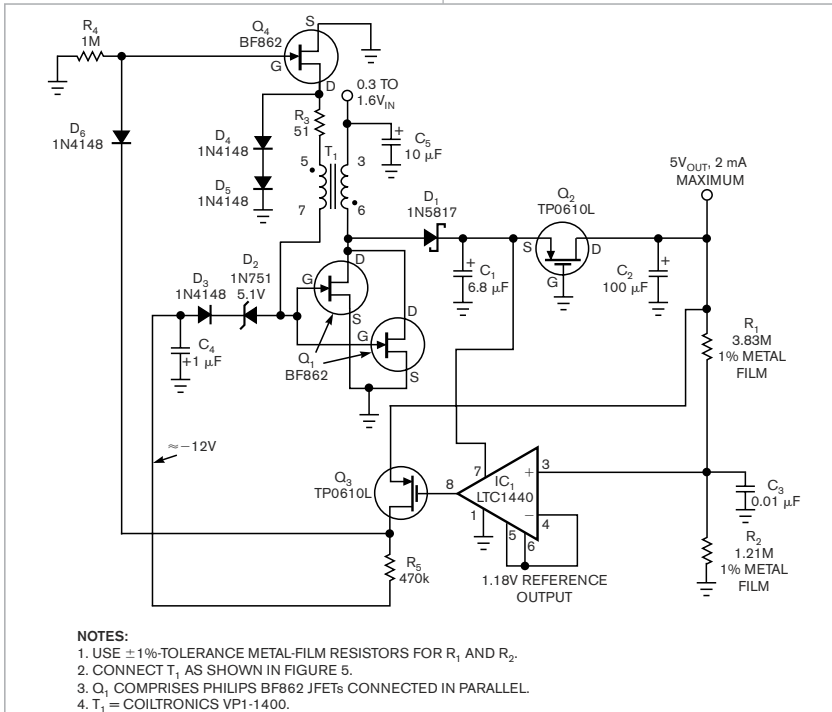 R4
1M
Q4
BF862
S
G
D
0.3 TO
1.6VIN
D6
1N4148
D4
1N4148
D5
1N4148
R3
51
T1
5
3
7
6
+
C5
10 μF
5VOUT, 2 mA
MAXIMUM
D1
1N5817
Q2
TP0610L
S
D
G
+
C1
6.8 μF
+
C2
100 μF
D3
1N4148
D2
1N751
5.1V
C4
+1 μF
G
D
S
G
D
S
Q1
BF862
R1
3.83M
1% METAL
FILM
≈−12V
Q3
TP0610L
8
7
IC1
LTC1440
+
3
−
4
1
5
6
C3
0.01 μF
R5
470k
1.18V REFERENCE
OUTPUT
R2
1.21M
1% METAL
FILM
NOTES:
1. USE ±1%-TOLERANCE METAL-FILM RESISTORS FOR R1 AND R2.
2. CONNECT T1 AS SHOWN IN FIGURE 5.
3. Q1 COMPRISES PHILIPS BF862 JFETs CONNECTED IN PARALLEL.
4. T1 = COILTRONICS VP1-1400.